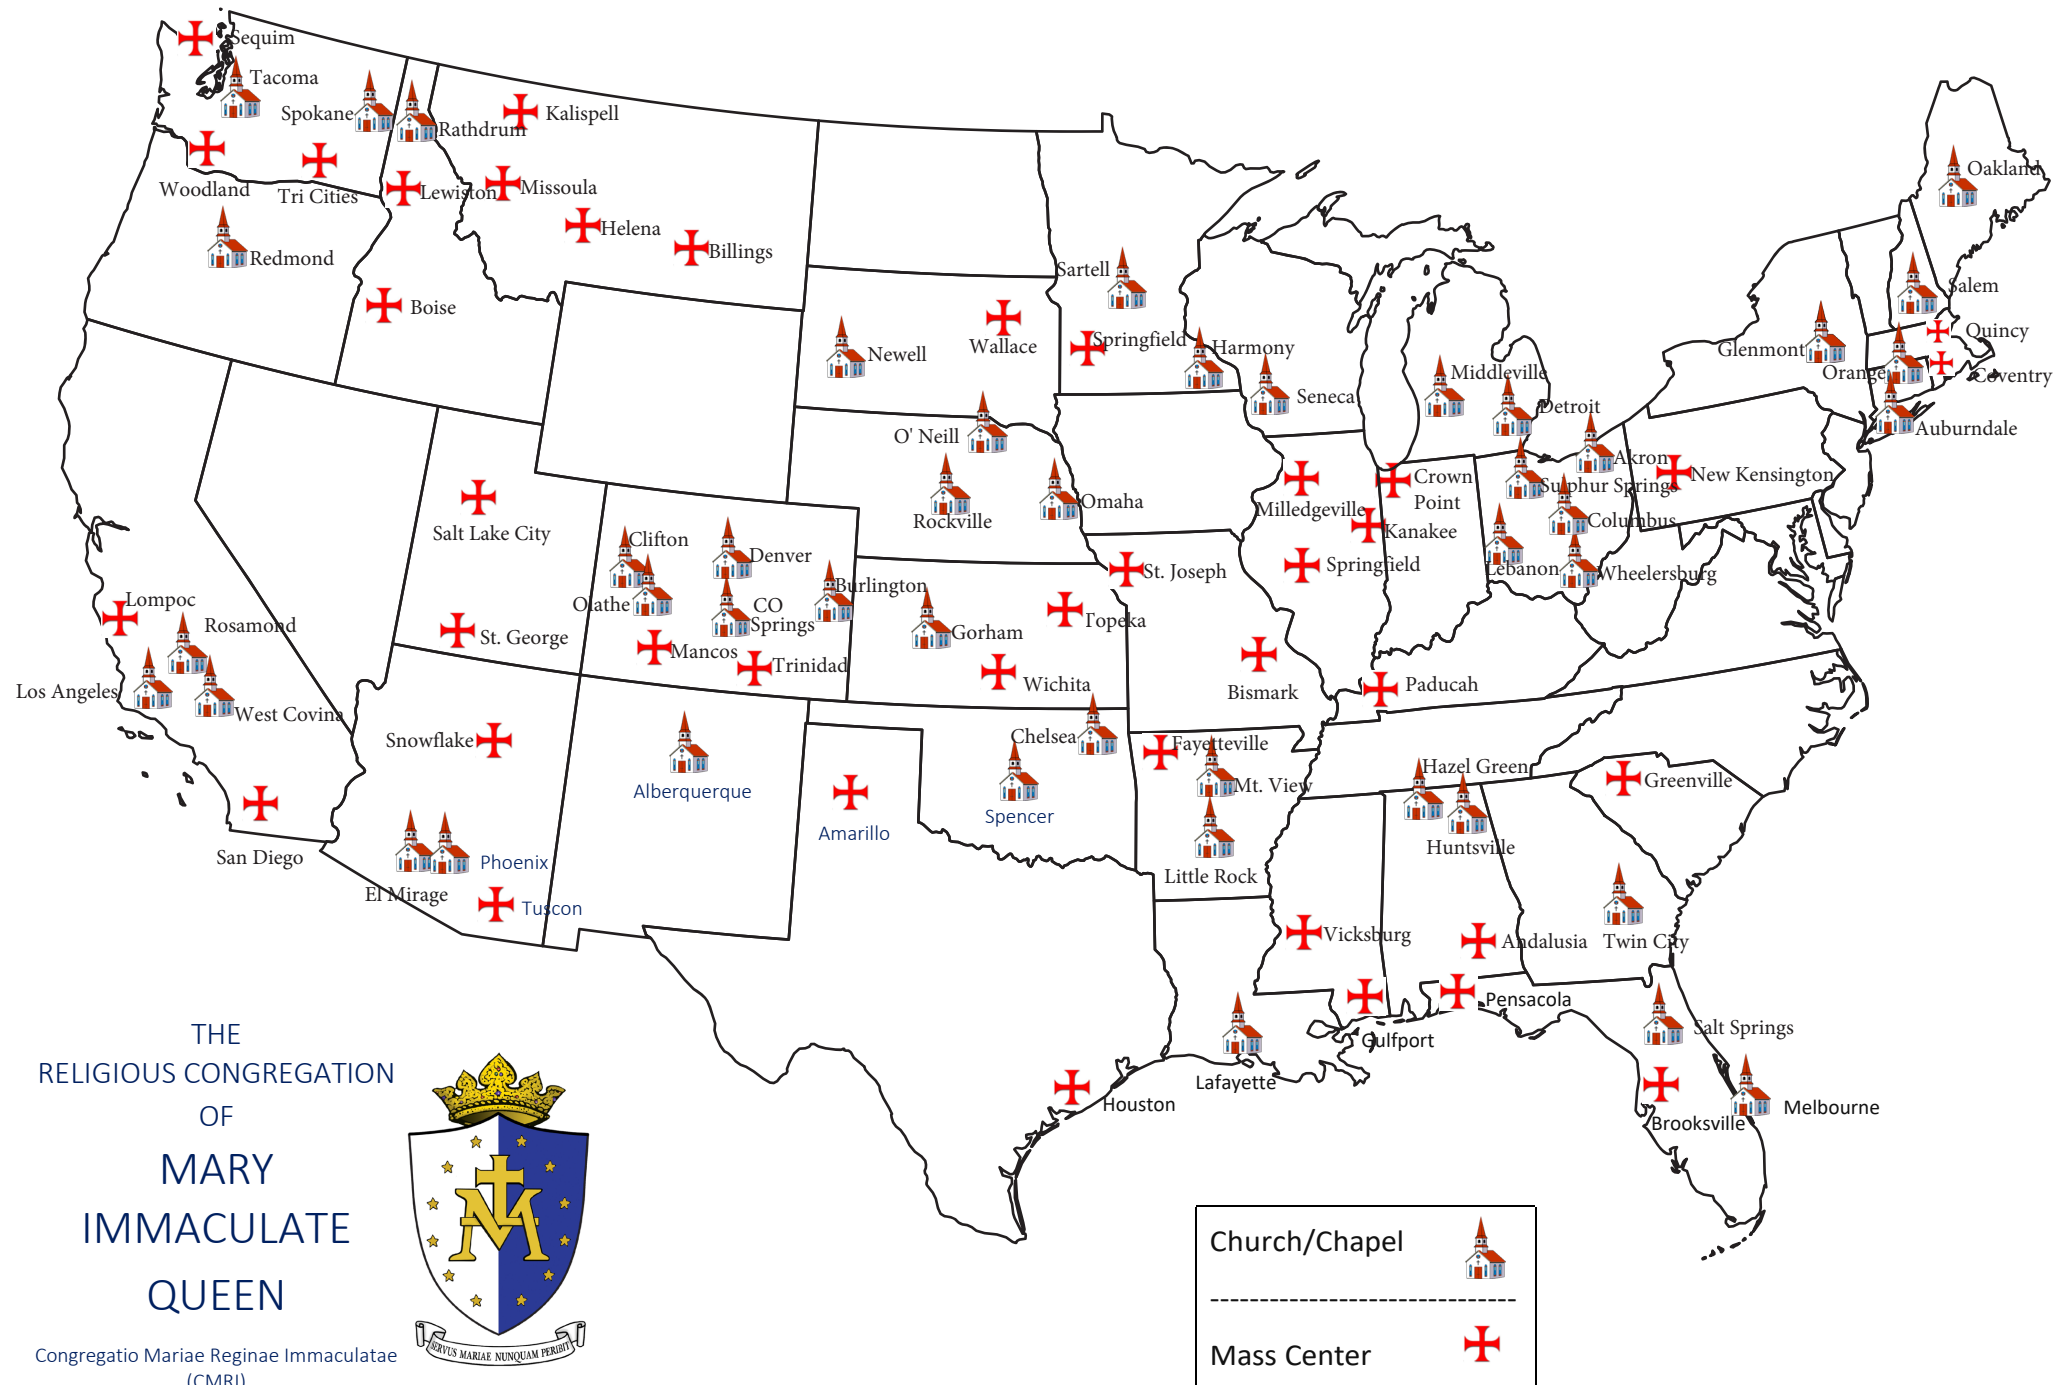 Sequim
Tacoma
Spokane
Rathdrum
Kalispell
Woodland
Tri Cities
Lewiston
Missoula
Helena
Billings
Redmond
Boise
Sartell
Oakland
Salem
Quincy
Coventry
Glenmont
Orange
Auburndale
Newell
Wallace
Springfield
Harmony
Seneca
Middleville
Detroit
Akron
New Kensington
O' Neill
Rockville
Omaha
Milledgeville
Crown
Point
Kanakee
Springfield
Sulphur Springs
Columbus
Lebanon
Wheelersburg
Salt Lake City
St. George
Clifton
Denver
Olathe
CO
Springs
Burlington
Mancos
Trinidad
Gorham
Wichita
Topeka
St. Joseph
Bismark
Paducah
Lompoc
Rosamond
Los Angeles
West Covina
San Diego
Snowflake
El Mirage
Phoenix
Tuscon
Alberquerque
Amarillo
Chelsea
Spencer
Fayetteville
Mt. View
Little Rock
Hazel Green
Huntsville
Greenville
Twin City
Vicksburg
Andalusia
Pensacola
Gulfport
Lafayette
Houston
Salt Springs
Brooksville
Melbourne
THE
RELIGIOUS CONGREGATION
OF
MARY
IMMACULATE
QUEEN
Congregatio Mariae Reginae Immaculatae
(CMRI)
SERVUS MARIAE NUNQUAM PERIBIT
Church/Chapel
Mass Center